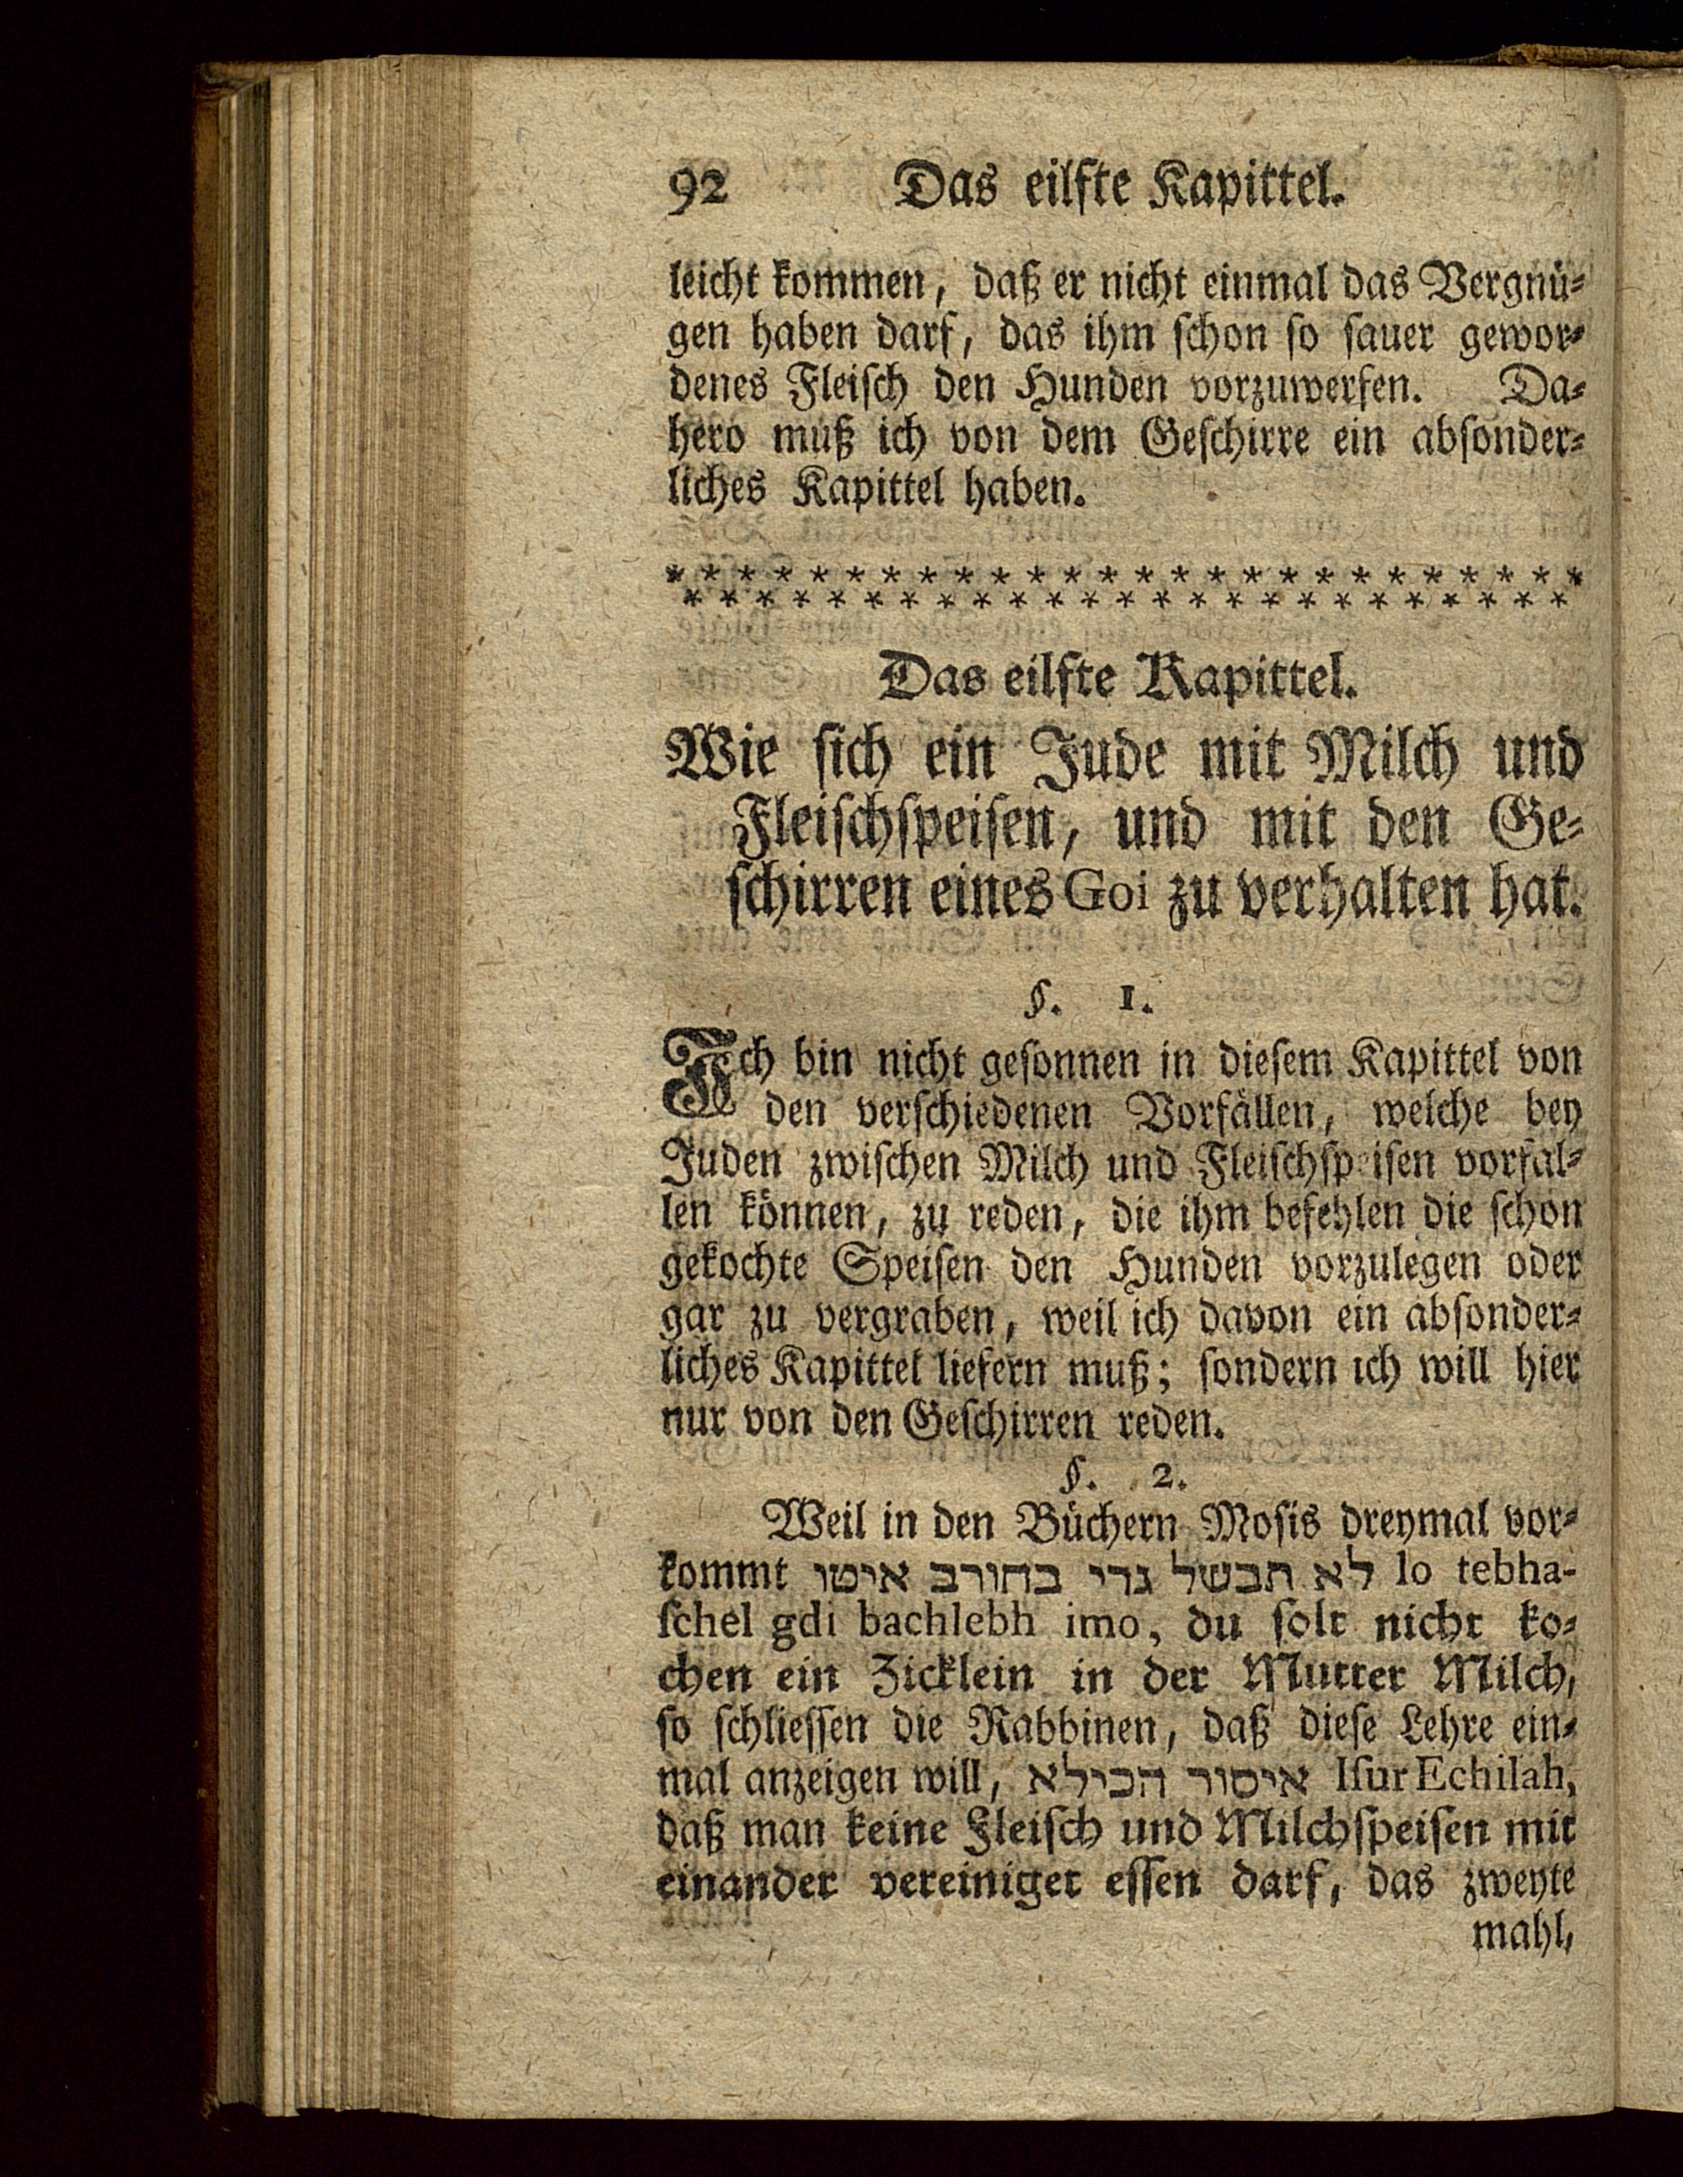 92 Das eilfte Kapittel.
leicht kommen, daß er nicht einmal das Vergnü⸗
gen haben darf, das ihm ſchon ſo ſauer gewor⸗
denes Fleiſch den Hunden vorzuwerfen. Da⸗
hero muß ich von dem Geſchirre ein abſonder⸗
liches Kapittel haben.
* * * * * * * * * * * * * * * * * * * * * * * * * *
* * * * * * * * * * * * * * * * * * * * * * * * *
Das eilfte Kapittel.
Wie ſich ein Jude mit Milch und
Fleiſchſpeiſen, und mit den Ge⸗
ſchirren eines Goi zu verhalten hat.
§. 1.
Ich bin nicht geſonnen in dieſem Kapittel von
den verſchiedenen Vorfällen, welche bey
Juden zwiſchen Milch und Fleiſchſpeiſen vorfal⸗
len können, zu reden, die ihm befehlen die ſchon
gekochte Speiſen den Hunden vorzulegen oder
gar zu vergraben, weil ich davon ein abſonder⸗
liches Kapittel liefern muß; ſondern ich will hier
nur von den Geſchirren reden.
§. 2.
Weil in den Büchern Moſis dreymal vor⸗
kommt לא תבשל גדי בחורב איטו lo tebha-
ſchel gdi bachlebh imo, du ſolt nicht ko⸗
chen ein Zicklein in der Mutter Milch,
ſo ſchlieſſen die Rabbinen, daß dieſe Lehre ein⸗
mal anzeigen will, איסור הכילא Iſur Echilah,
daß man keine Fleiſch und Milchſpeiſen mit
einander vereiniget eſſen darf, das zweyte
mahl,